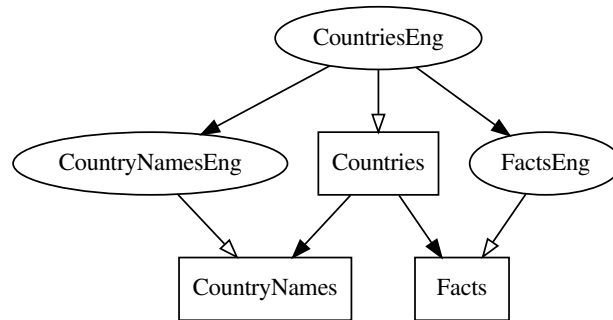 CountriesEng
CountryNamesEng
Countries
FactsEng
CountryNames
Facts